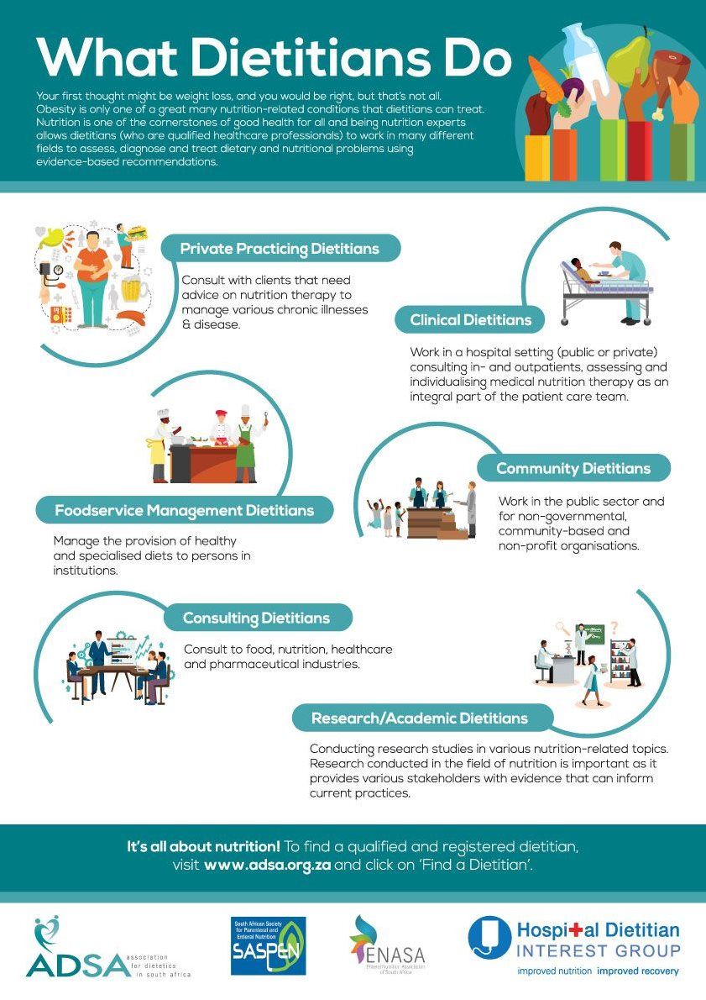 What Dietitians Do
Your first thought might be weight loss, and you would be right, but that's not all.
Obesity is only one of a great many nutrition-related conditions that dietitians can treat.
Nutrition is one of the cornerstones of good health for all and being nutrition experts
allows dietitians (who are qualified healthcare professionals) to work in many different
fields to assess, diagnose and treat dietary and nutritional problems using
evidence-based recommendations.
Private Practicing Dietitians
Consult with clients that need
advice on nutrition therapy to
manage various chronic illnesses
& disease.
Clinical Dietitians
Work in a hospital setting (public or private)
consulting in- and outpatients, assessing and
individualising medical nutrition therapy as an
integral part of the patient care team.
Foodservice Management Dietitians
Manage the provision of healthy
and specialised diets to persons in
institutions.
Community Dietitians
Work in the public sector and
for non-governmental,
community-based and
non-profit organisations.
Consulting Dietitians
Consult to food, nutrition, healthcare
and pharmaceutical industries.
Research/Academic Dietitians
Conducting research studies in various nutrition-related topics.
Research conducted in the field of nutrition is important as it
provides various stakeholders with evidence that can inform
current practices.
It's all about nutrition! To find a qualified and registered dietitian,
visit www.adsa.org.za and click on 'Find a Dietitian'.
ADSA
association
for dietetics
in south africa
South African Society
for Parenteral and
Enteral Nutrition
SASPEN
ENASA
Enteral Nutrition Association
of South Africa
Hospital Dietitian
INTEREST GROUP
improved nutrition improved recovery